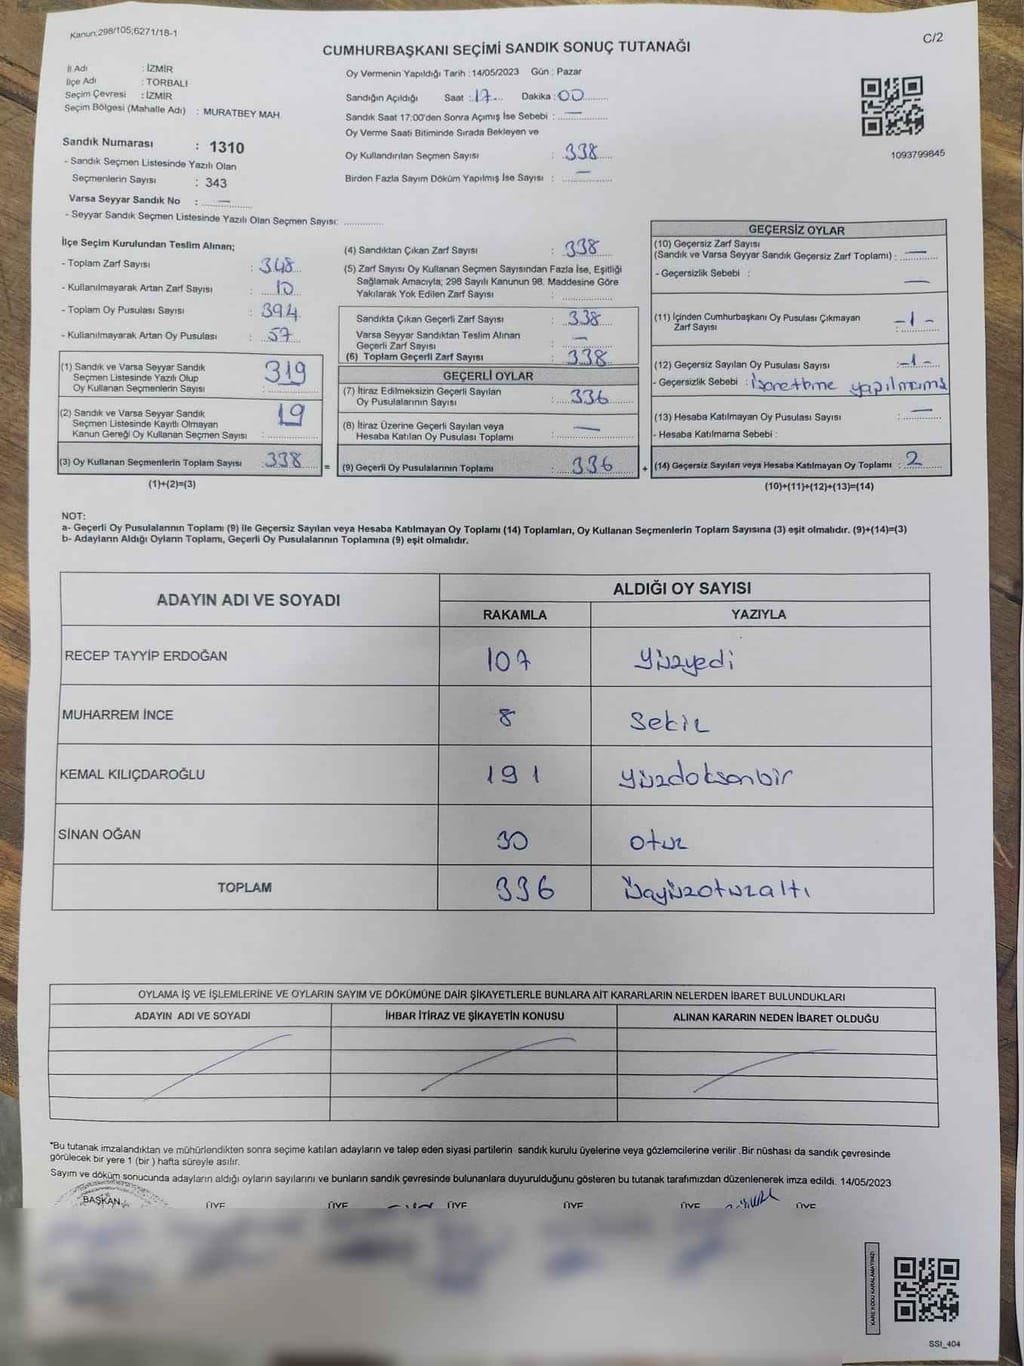 Kanun,298/105;6271/18-1
C/2
CUMHURBAŞKANI SEÇİMİ SANDIK SONUÇ TUTANAĞI
İl Adı : İZMİR
İlçe Adı : TORBALI
Seçim Çevresi : İZMİR
Seçim Bölgesi (Mahalle Adı) : MURATBEY MAH.
Sandık Numarası : 1310
- Sandık Seçmen Listesinde Yazılı Olan
Seçmenlerin Sayısı : 343
Varsa Seyyar Sandık No : —
- Seyyar Sandık Seçmen Listesinde Yazılı Olan Seçmen Sayısı: ............
Oy Vermenin Yapıldığı Tarih :14/05/2023 Gün : Pazar
Sandığın Açıldığı Saat : 17 Dakika : 00
Sandık Saat 17:00'den Sonra Açımış İse Sebebi : —
Oy Verme Saati Bitiminde Sırada Bekleyen ve
Oy Kullandırılan Seçmen Sayısı : 338
Birden Fazla Sayım Döküm Yapılmış İse Sayısı : —
1093799845
İlçe Seçim Kurulundan Teslim Alınan;
- Toplam Zarf Sayısı : 348
- Kullanılmayarak Artan Zarf Sayısı : 10
- Toplam Oy Pusulası Sayısı : 394
- Kullanılmayarak Artan Oy Pusulası : 57
(1) Sandık ve Varsa Seyyar Sandık
Seçmen Listesinde Yazılı Olup
Oy Kullanan Seçmenlerin Sayısı : 319
(2) Sandık ve Varsa Seyyar Sandık
Seçmen Listesinde Kayıtlı Olmayan
Kanun Gereği Oy Kullanan Seçmen Sayısı : 19
(3) Oy Kullanan Seçmenlerin Toplam Sayısı : 338 =
(1)+(2)=(3)
(4) Sandıktan Çıkan Zarf Sayısı : 338
(5) Zarf Sayısı Oy Kullanan Seçmen Sayısından Fazla İse, Eşitliği
Sağlamak Amacıyla; 298 Sayılı Kanunun 98. Maddesine Göre
Yakılarak Yok Edilen Zarf Sayısı : ............
Sandıkta Çıkan Geçerli Zarf Sayısı : 338
Varsa Seyyar Sandıktan Teslim Alınan
Geçerli Zarf Sayısı : —
(6) Toplam Geçerli Zarf Sayısı : 338
GEÇERLİ OYLAR
(7) İtiraz Edilmeksizin Geçerli Sayılan
Oy Pusulalarının Sayısı : 336
(8) İtiraz Üzerine Geçerli Sayılan veya
Hesaba Katılan Oy Pusulası Toplamı : —
(9) Geçerli Oy Pusulalarının Toplamı : 336 +
GEÇERSİZ OYLAR
(10) Geçersiz Zarf Sayısı
(Sandık ve Varsa Seyyar Sandık Geçersiz Zarf Toplamı) : —
- Geçersizlik Sebebi : —
(11) İçinden Cumhurbaşkanı Oy Pusulası Çıkmayan
Zarf Sayısı : -1-
(12) Geçersiz Sayılan Oy Pusulası Sayısı : -1-
- Geçersizlik Sebebi : İşaretleme yapılmamış
(13) Hesaba Katılmayan Oy Pusulası Sayısı : —
- Hesaba Katılmama Sebebi :
(14) Geçersiz Sayılan veya Hesaba Katılmayan Oy Toplamı : 2
(10)+(11)+(12)+(13)=(14)
NOT:
a- Geçerli Oy Pusulalarının Toplamı (9) ile Geçersiz Sayılan veya Hesaba Katılmayan Oy Toplamı (14) Toplamları, Oy Kullanan Seçmenlerin Toplam Sayısına (3) eşit olmalıdır. (9)+(14)=(3)
b- Adayların Aldığı Oyların Toplamı, Geçerli Oy Pusulalarının Toplamına (9) eşit olmalıdır.
ADAYIN ADI VE SOYADI ALDIĞI OY SAYISI
RAKAMLA YAZIYLA
RECEP TAYYİP ERDOĞAN 107 yüzyedi
MUHARREM İNCE 8 sekiz
KEMAL KILIÇDAROĞLU 191 yüzdoksanbir
SİNAN OĞAN 30 otuz
TOPLAM 336 üçyüzotuzaltı
OYLAMA İŞ VE İŞLEMLERİNE VE OYLARIN SAYIM VE DÖKÜMÜNE DAİR ŞİKAYETLERLE BUNLARA AİT KARARLARIN NELERDEN İBARET BULUNDUKLARI
ADAYIN ADI VE SOYADI İHBAR İTİRAZ VE ŞİKAYETİN KONUSU ALINAN KARARIN NEDEN İBARET OLDUĞU
*Bu tutanak imzalandıktan ve mühürlendikten sonra seçime katılan adayların ve talep eden siyasi partilerin sandık kurulu üyelerine veya gözlemcilerine verilir. Bir nüshası da sandık çevresinde
görülecek bir yere 1 (bir) hafta süreyle asılır.
Sayım ve döküm sonucunda adayların aldığı oyların sayılarını ve bunların sandık çevresinde bulunanlara duyurulduğunu gösteren bu tutanak tarafımızdan düzenlenerek imza edildi. 14/05/2023
BAŞKAN ÜYE ÜYE ÜYE ÜYE ÜYE ÜYE
KARE KODU KARALAMAYINIZ!
SSI_404